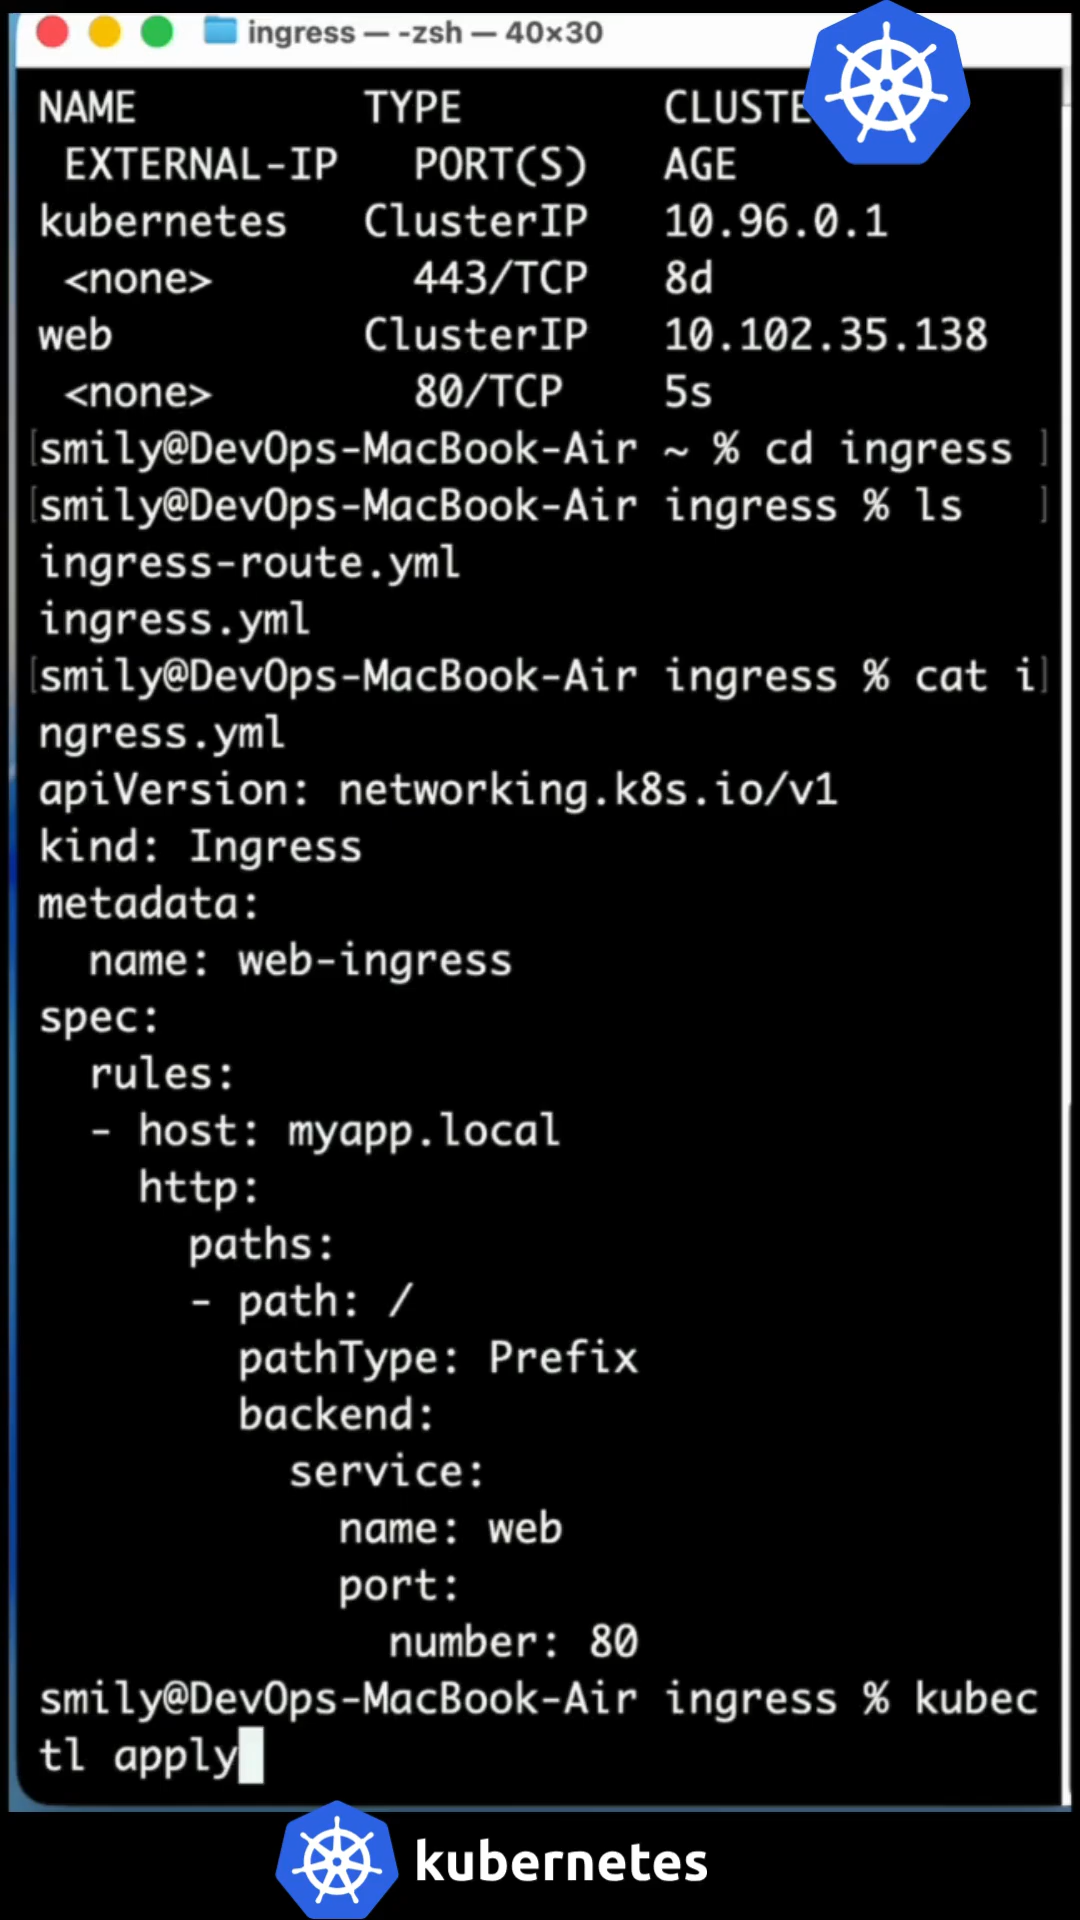 ingress — -zsh — 40×30
NAME TYPE CLUSTE
EXTERNAL-IP PORT(S) AGE
kubernetes ClusterIP 10.96.0.1
<none> 443/TCP 8d
web ClusterIP 10.102.35.138
<none> 80/TCP 5s
[smily@DevOps-MacBook-Air ~ % cd ingress ]
[smily@DevOps-MacBook-Air ingress % ls ]
ingress-route.yml
ingress.yml
[smily@DevOps-MacBook-Air ingress % cat i]
ngress.yml
apiVersion: networking.k8s.io/v1
kind: Ingress
metadata:
  name: web-ingress
spec:
  rules:
  - host: myapp.local
    http:
      paths:
      - path: /
        pathType: Prefix
        backend:
          service:
            name: web
            port:
              number: 80
smily@DevOps-MacBook-Air ingress % kubec
tl apply
kubernetes